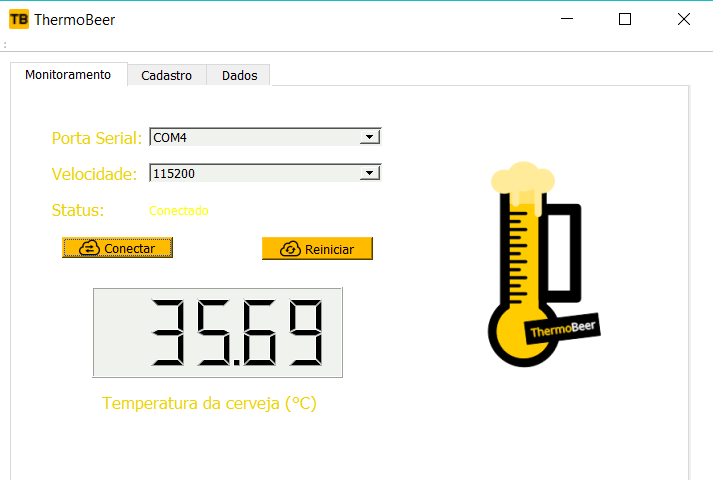 TB ThermoBeer
Monitoramento Cadastro Dados
Porta Serial: COM4
Velocidade: 115200
Status: Conectado
Conectar Reiniciar
35.69
ThermoBeer
Temperatura da cerveja (°C)